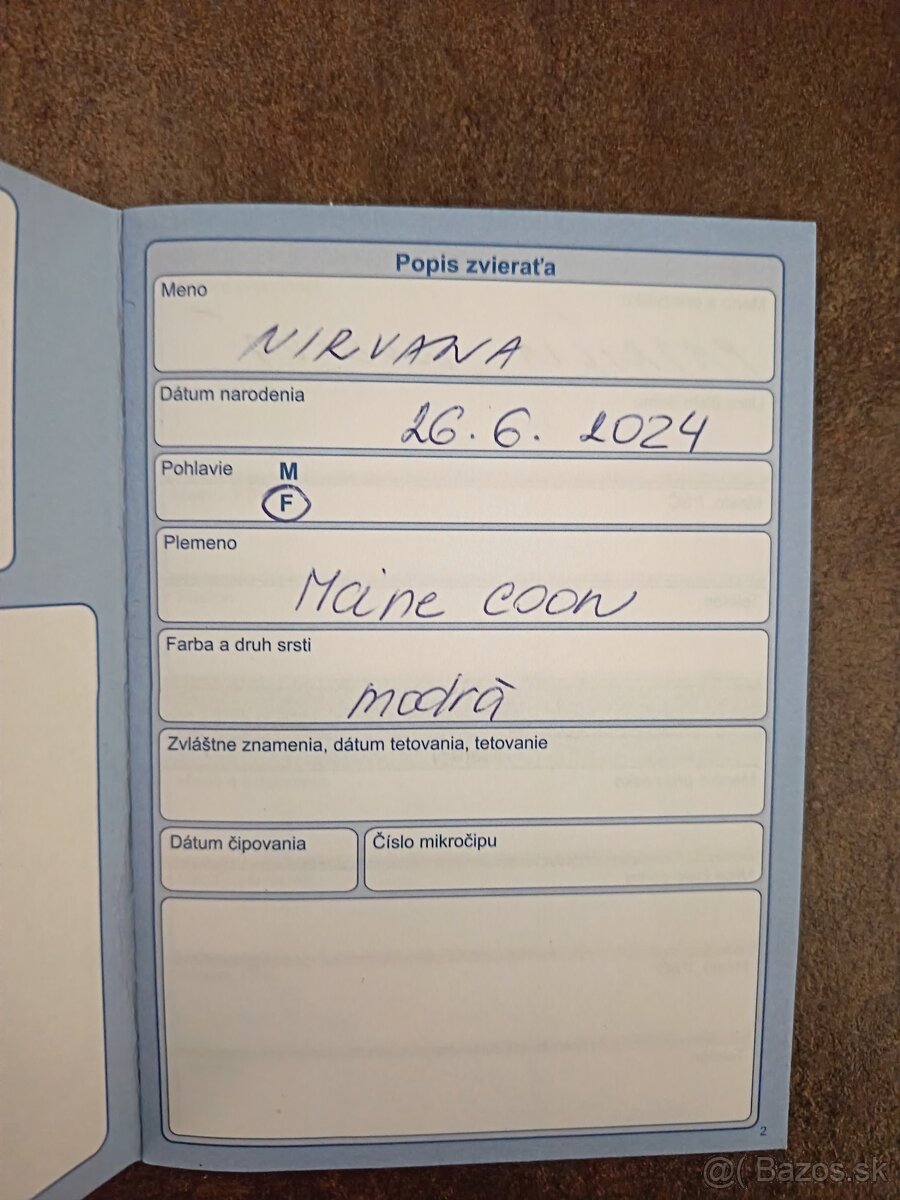 Popis zvieraťa
Meno
NIRVANA
Dátum narodenia
26.6. 2024
Pohlavie
M
F
Plemeno
Maine coon
Farba a druh srsti
modrá
Zvláštne znamenia, dátum tetovania, tetovanie
Dátum čipovania
Číslo mikročipu
2
@( Bazos.sk